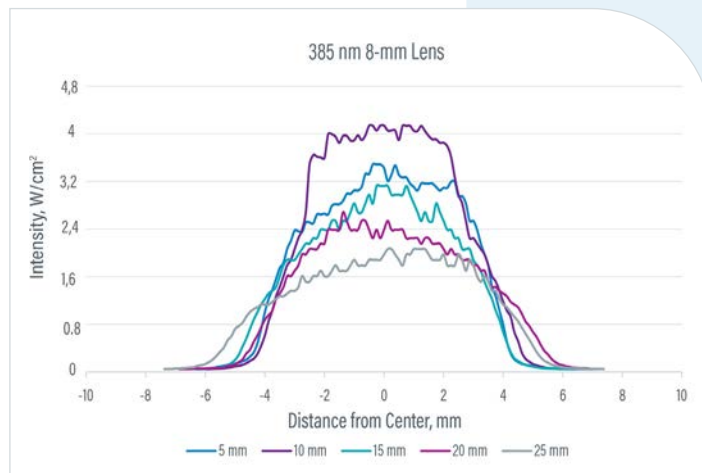 385 nm 8-mm Lens
4,8
4
3,2
2,4
1,6
0.8
0
Intensity, W/cm²
-10 -8 -6 -4 -2 0 2 4 6 8 10
Distance from Center, mm
5 mm 10 mm 15 mm 20 mm 25 mm